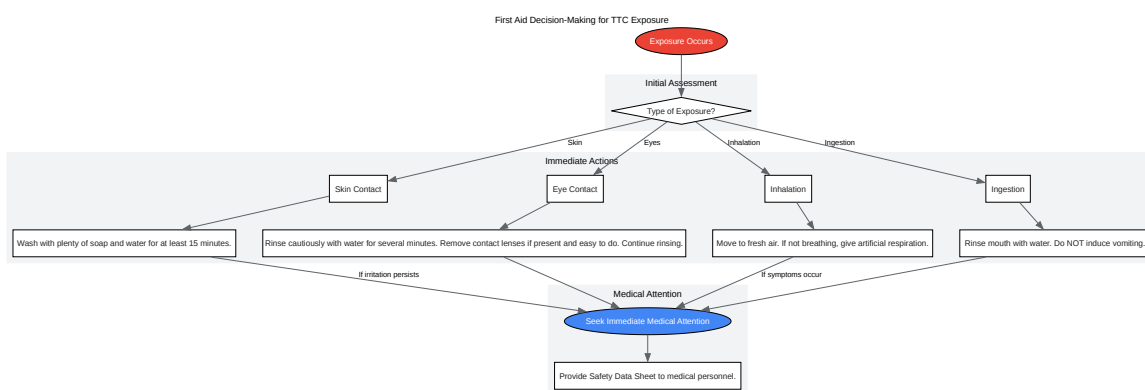 First Aid Decision-Making for TTC Exposure
Exposure Occurs
Initial Assessment
Type of Exposure?
Skin
Eyes
Inhalation
Ingestion
Immediate Actions
Skin Contact
Eye Contact
Inhalation
Ingestion
Wash with plenty of soap and water for at least 15 minutes.
Rinse cautiously with water for several minutes. Remove contact lenses if present and easy to do. Continue rinsing.
Move to fresh air. If not breathing, give artificial respiration.
Rinse mouth with water. Do NOT induce vomiting.
If irritation persists
If symptoms occur
Medical Attention
Seek Immediate Medical Attention
Provide Safety Data Sheet to medical personnel.